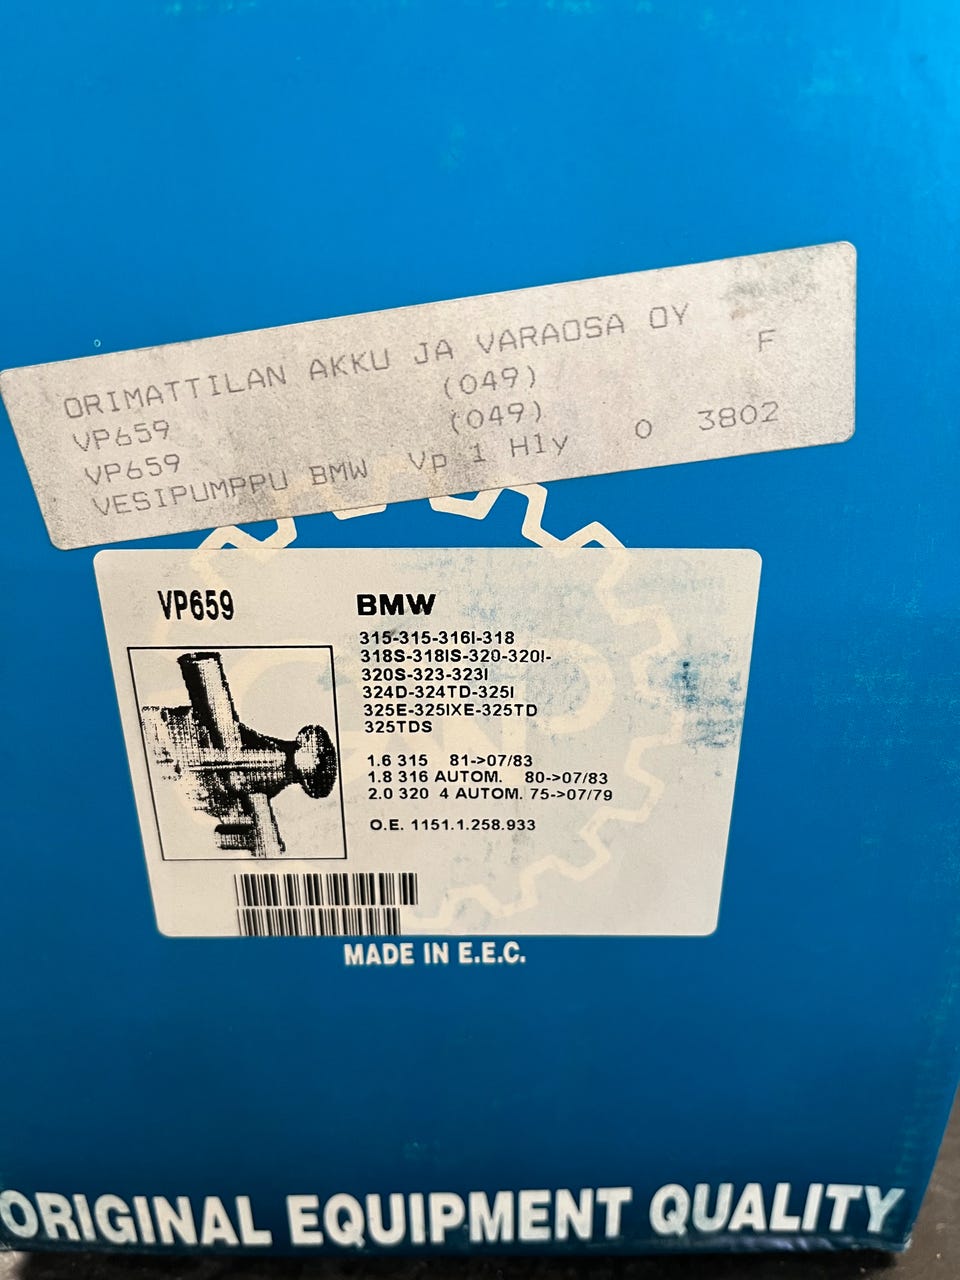 ORIMATTILAN AKKU JA VARAOSA OY
VP659 (049) F
VP659 (049)
VESIPUMPPU BMW Vp 1 Hly 0 3802
VP659
BMW
315-315-316I-318
318S-318IS-320-320I-
320S-323-323I
324D-324TD-325I
325E-325IXE-325TD
325TDS
1.6 315 81->07/83
1.8 316 AUTOM. 80->07/83
2.0 320 4 AUTOM. 75->07/79
O.E. 1151.1.258.933
MADE IN E.E.C.
ORIGINAL EQUIPMENT QUALITY